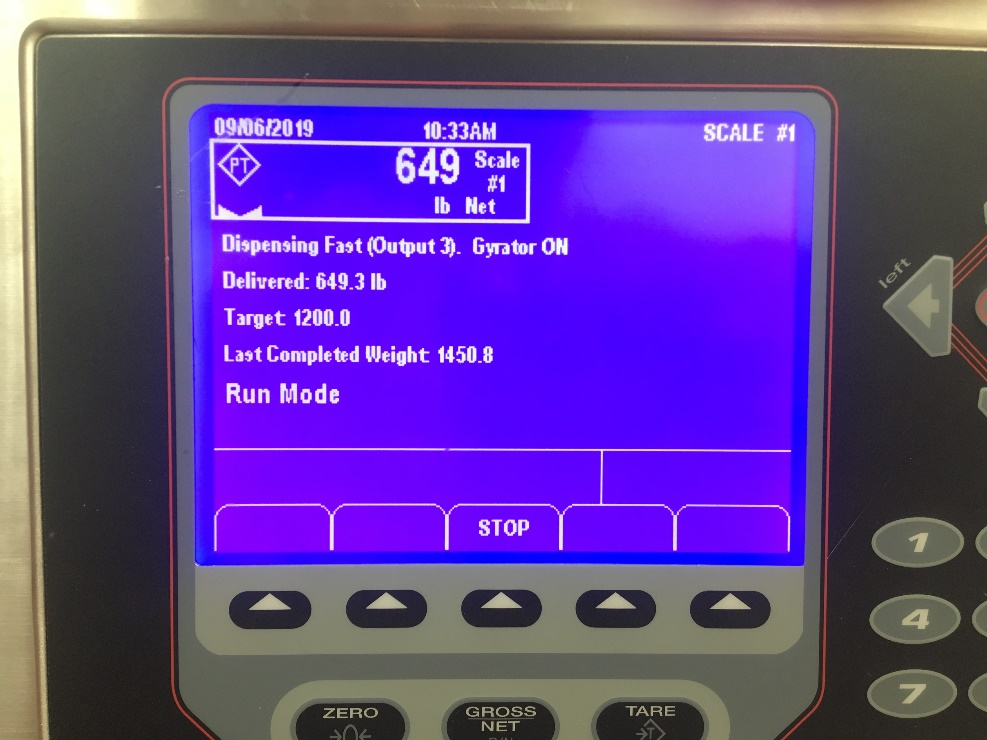 09/06/2019 10:33AM SCALE #1
PT 649 Scale
#1
lb Net
Dispensing Fast (Output 3). Gyrator ON
Delivered: 649.3 lb
Target: 1200.0
Last Completed Weight: 1450.8
Run Mode
STOP
left
1
4
7
ZERO GROSS TARE
0 NET T